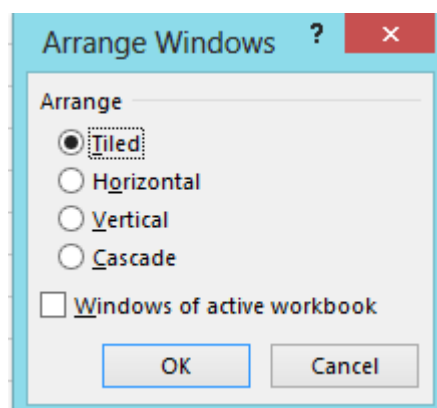 Arrange Windows ?
Arrange
Tiled
Horizontal
Vertical
Cascade
Windows of active workbook
OK Cancel